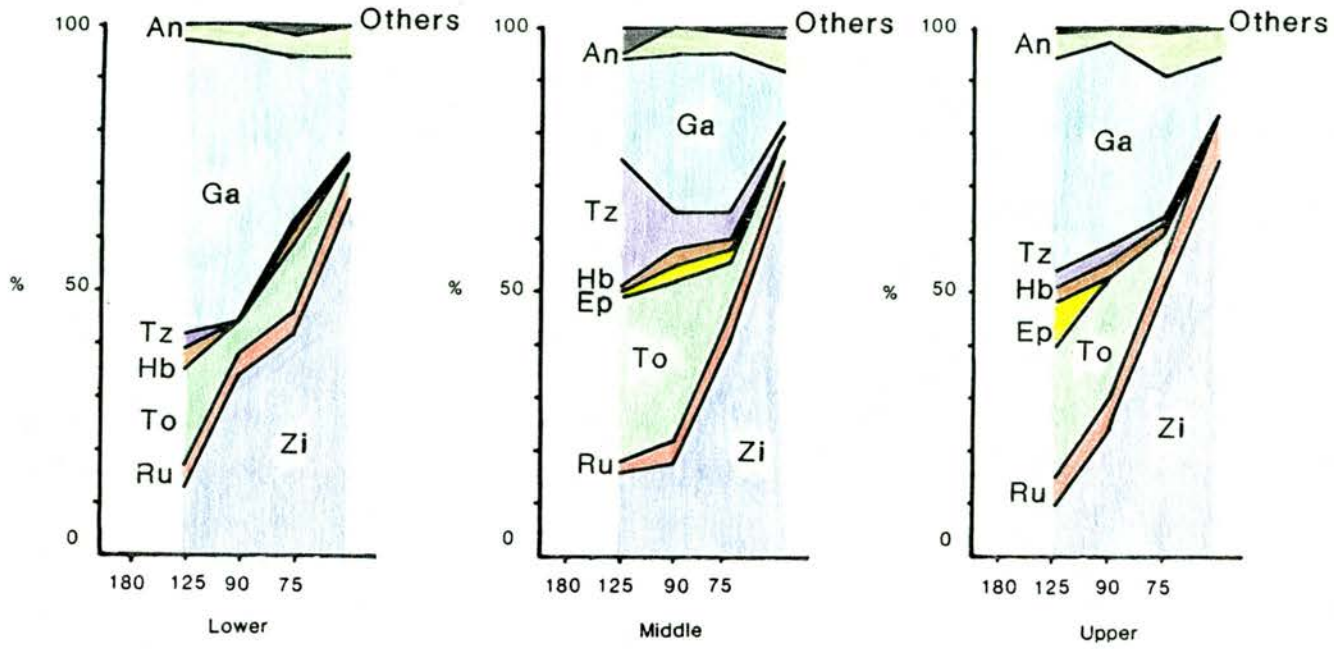 100
An
Others
Ga
%
50
Tz
Hb
To
Ru
Zi
0
180 125 90 75
Lower
100
An
Others
Ga
Tz
%
50
Hb
Ep
To
Ru
Zi
0
180 125 90 75
Middle
100
An
Others
Ga
Tz
%
50
Hb
Ep
To
Ru
Zi
0
180 125 90 75
Upper